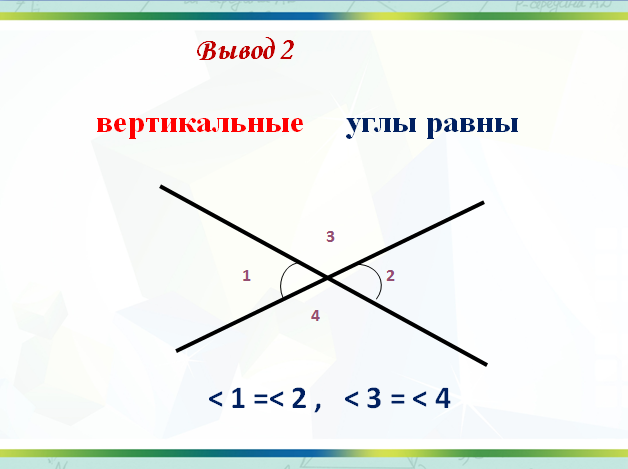 Вывод 2
вертикальные углы равны
3
1 2
4
< 1 =< 2 , < 3 = < 4